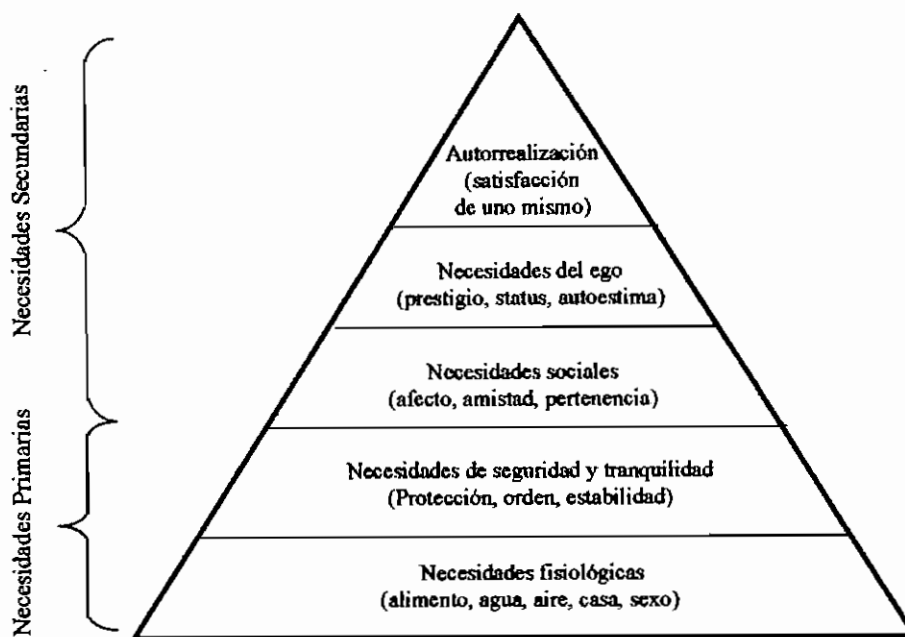 Necesidades Secundarias
Necesidades Primarias
Autorrealización
(satisfacción
de uno mismo)
Necesidades del ego
(prestigio, status, autoestima)
Necesidades sociales
(afecto, amistad, pertenencia)
Necesidades de seguridad y tranquilidad
(Protección, orden, estabilidad)
Necesidades fisiológicas
(alimento, agua, aire, casa, sexo)